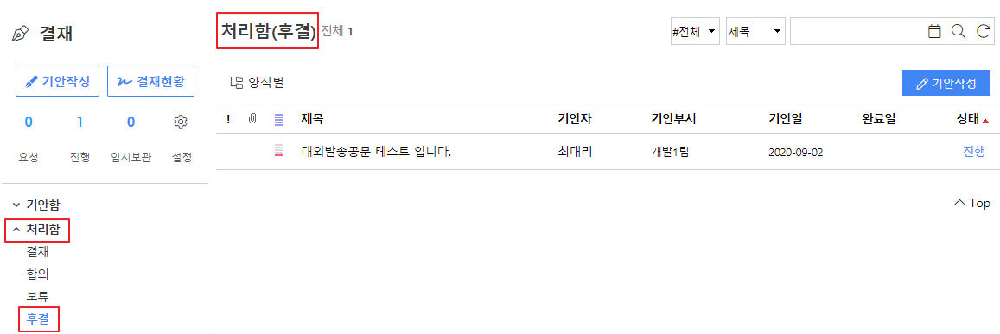 결재
기안작성 결재현황
0 1 0
요청 진행 임시보관 설정
기안함
처리함
결재
합의
보류
후결
처리함(후결) 전체 1
#전체 제목
양식별
기안작성
! 제목 기안자 기안부서 기안일 완료일 상태
대외발송공문 테스트 입니다. 최대리 개발1팀 2020-09-02 진행
Top